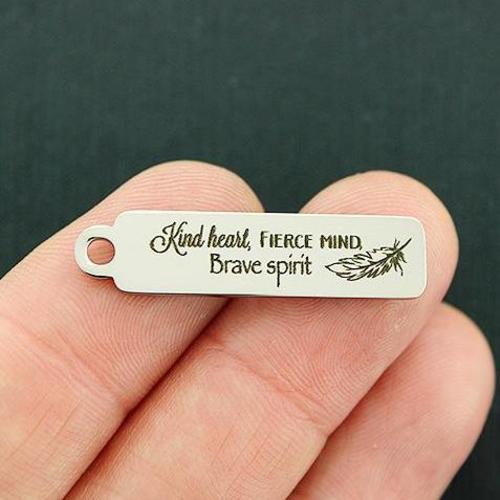 Kind heart, FIERCE MIND,
Brave spirit